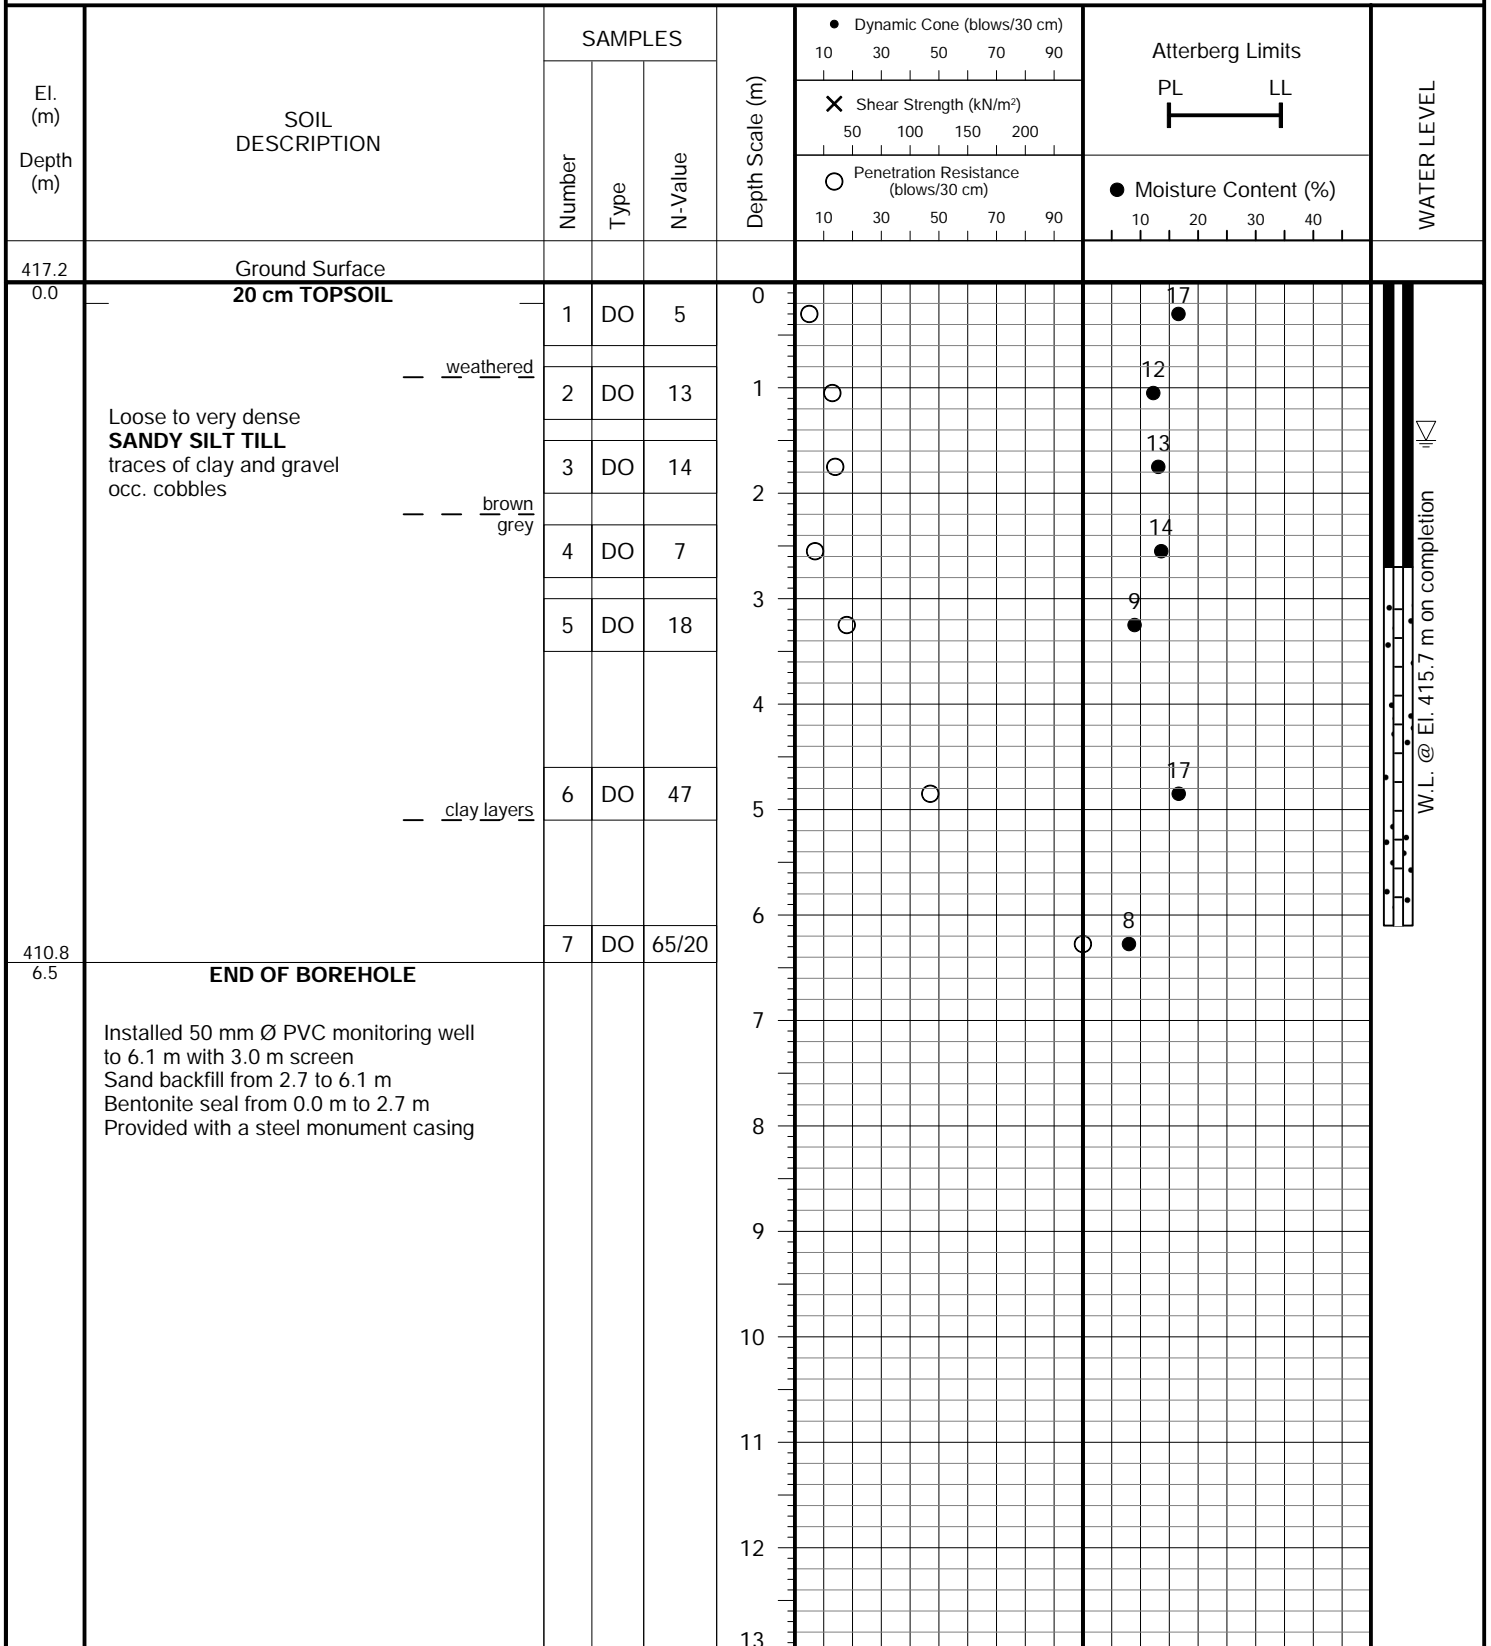 El.
(m)
Depth
(m)
SOIL
DESCRIPTION
SAMPLES
Number
Type
N-Value
Depth Scale (m)
Dynamic Cone (blows/30 cm)
10 30 50 70 90
Shear Strength (kN/m²)
50 100 150 200
Penetration Resistance
(blows/30 cm)
10 30 50 70 90
Atterberg Limits
PL LL
Moisture Content (%)
10 20 30 40
WATER LEVEL
417.2
Ground Surface
0.0
20 cm TOPSOIL
1 DO 5
0
17
weathered
2 DO 13
1
12
Loose to very dense
SANDY SILT TILL
traces of clay and gravel
occ. cobbles
3 DO 14
13
2
brown
grey
4 DO 7
14
3
5 DO 18
9
4
6 DO 47
17
clay layers
5
6
8
7 DO 65/20
W.L. @ El. 415.7 m on completion
410.8
6.5
END OF BOREHOLE
Installed 50 mm Ø PVC monitoring well
to 6.1 m with 3.0 m screen
Sand backfill from 2.7 to 6.1 m
Bentonite seal from 0.0 m to 2.7 m
Provided with a steel monument casing
7
8
9
10
11
12
13